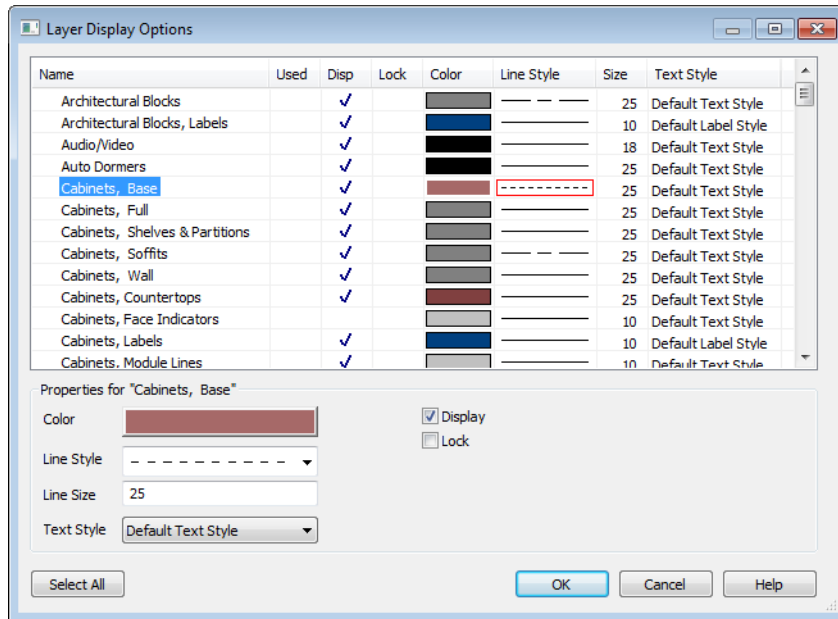 Layer Display Options
Name Used Disp Lock Color Line Style Size Text Style
Architectural Blocks 25 Default Text Style
Architectural Blocks, Labels 10 Default Label Style
Audio/Video 18 Default Text Style
Auto Dormers 25 Default Text Style
Cabinets, Base 25 Default Text Style
Cabinets, Full 25 Default Text Style
Cabinets, Shelves & Partitions 25 Default Text Style
Cabinets, Soffits 25 Default Text Style
Cabinets, Wall 25 Default Text Style
Cabinets, Countertops 25 Default Text Style
Cabinets, Face Indicators 10 Default Text Style
Cabinets, Labels 10 Default Label Style
Cabinets, Module Lines 10 Default Text Style
Properties for "Cabinets, Base"
Color
Display
Lock
Line Style
Line Size 25
Text Style Default Text Style
Select All OK Cancel Help